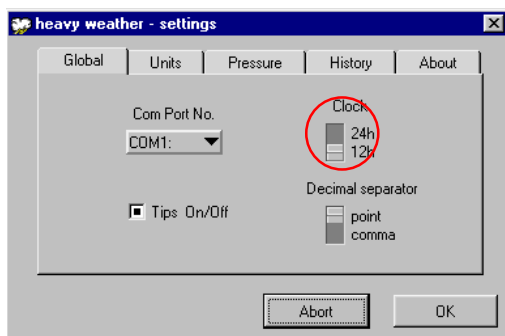 heavy weather - settings
Global Units Pressure History About
Com Port No.
COM1:
Clock
24h
12h
Tips On/Off
Decimal separator
point
comma
Abort OK